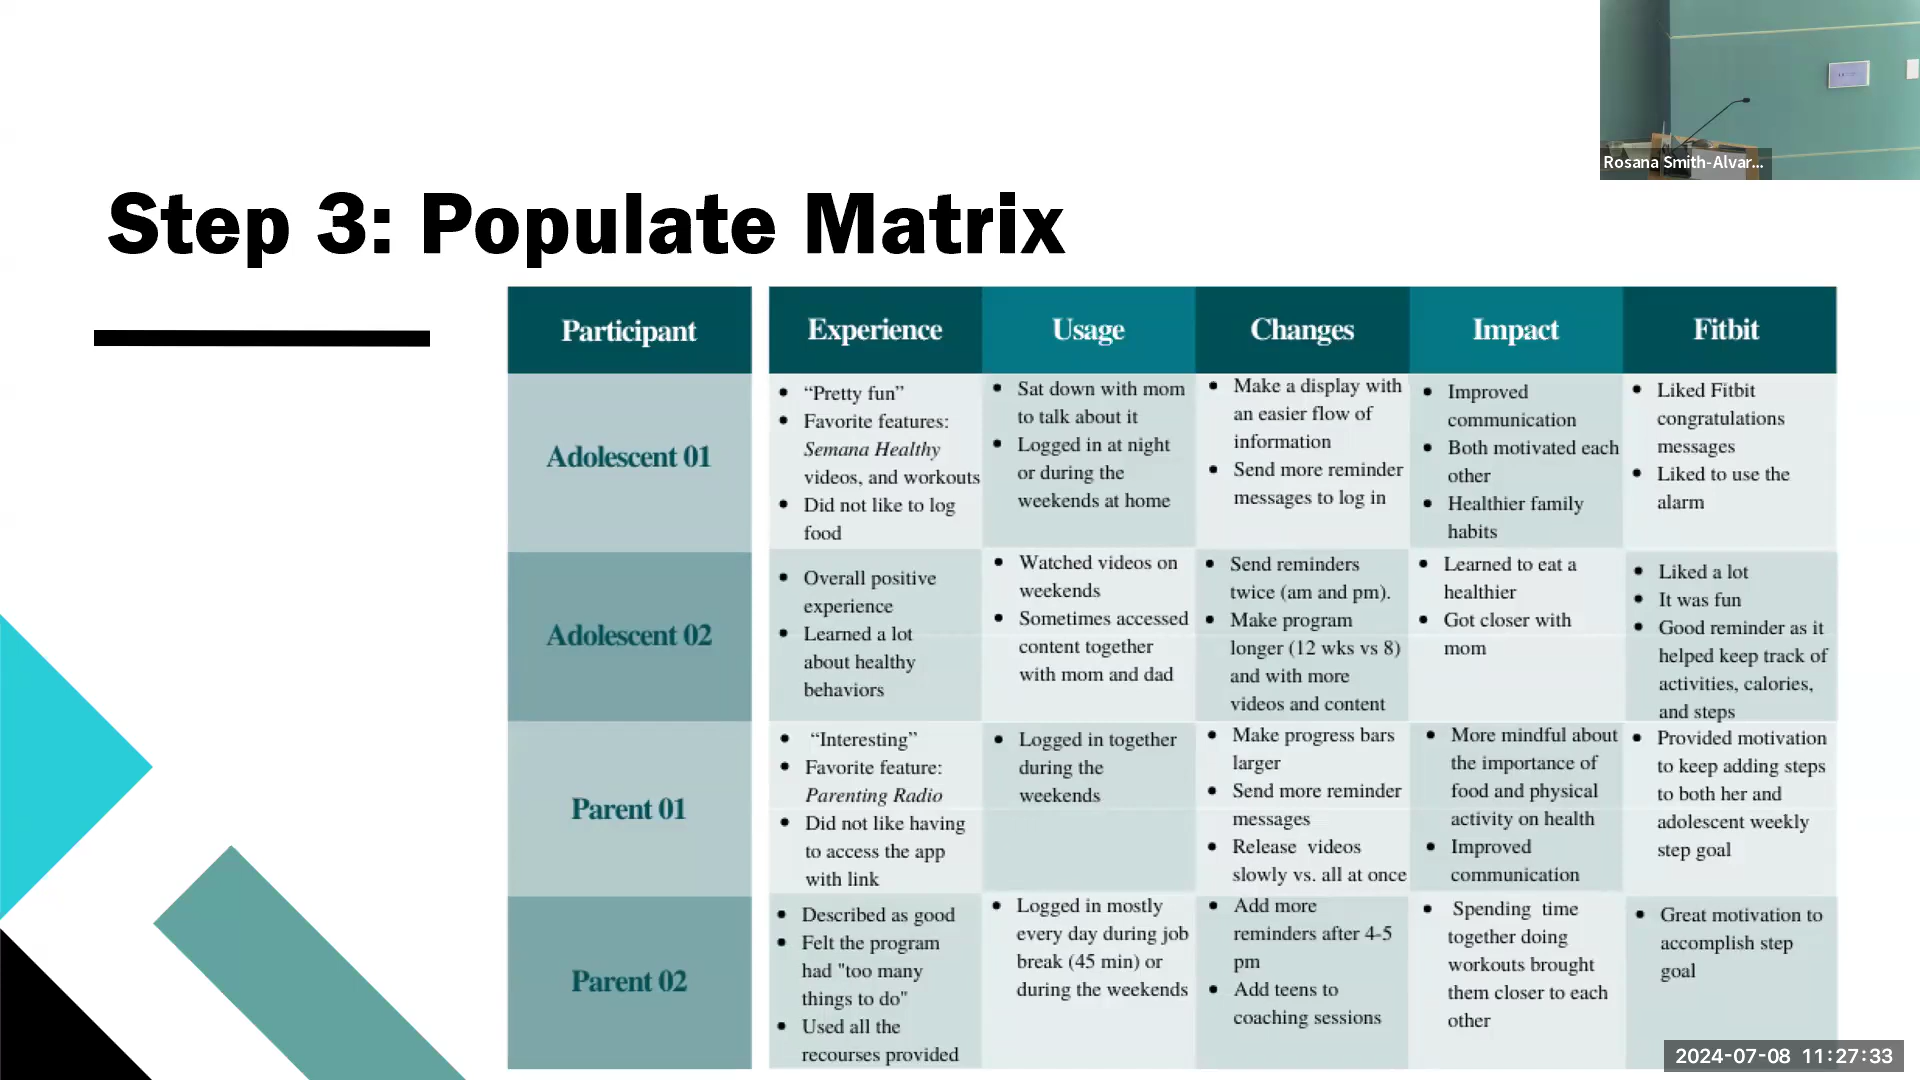 Rosana Smith-Alvar...
Step 3: Populate Matrix
Participant
Experience
Usage
Changes
Impact
Fitbit
Adolescent 01
• “Pretty fun”
• Favorite features:
Semana Healthy
videos, and workouts
• Did not like to log
food
• Sat down with mom
to talk about it
• Logged in at night
or during the
weekends at home
• Make a display with
an easier flow of
information
• Send more reminder
messages to log in
• Improved
communication
• Both motivated each
other
• Healthier family
habits
• Liked Fitbit
congratulations
messages
• Liked to use the
alarm
Adolescent 02
• Overall positive
experience
• Learned a lot
about healthy
behaviors
• Watched videos on
weekends
• Sometimes accessed
content together
with mom and dad
• Send reminders
twice (am and pm).
• Make program
longer (12 wks vs 8)
and with more
videos and content
• Learned to eat a
healthier
• Got closer with
mom
• Liked a lot
• It was fun
• Good reminder as it
helped keep track of
activities, calories,
and steps
Parent 01
• “Interesting”
• Favorite feature:
Parenting Radio
• Did not like having
to access the app
with link
• Logged in together
during the
weekends
• Make progress bars
larger
• Send more reminder
messages
• Release videos
slowly vs. all at once
• More mindful about
the importance of
food and physical
activity on health
• Improved
communication
• Provided motivation
to keep adding steps
to both her and
adolescent weekly
step goal
Parent 02
• Described as good
• Felt the program
had "too many
things to do"
• Used all the
recourses provided
• Logged in mostly
every day during job
break (45 min) or
during the weekends
• Add more
reminders after 4-5
pm
• Add teens to
coaching sessions
• Spending time
together doing
workouts brought
them closer to each
other
• Great motivation to
accomplish step
goal
2024-07-08 11:27:33